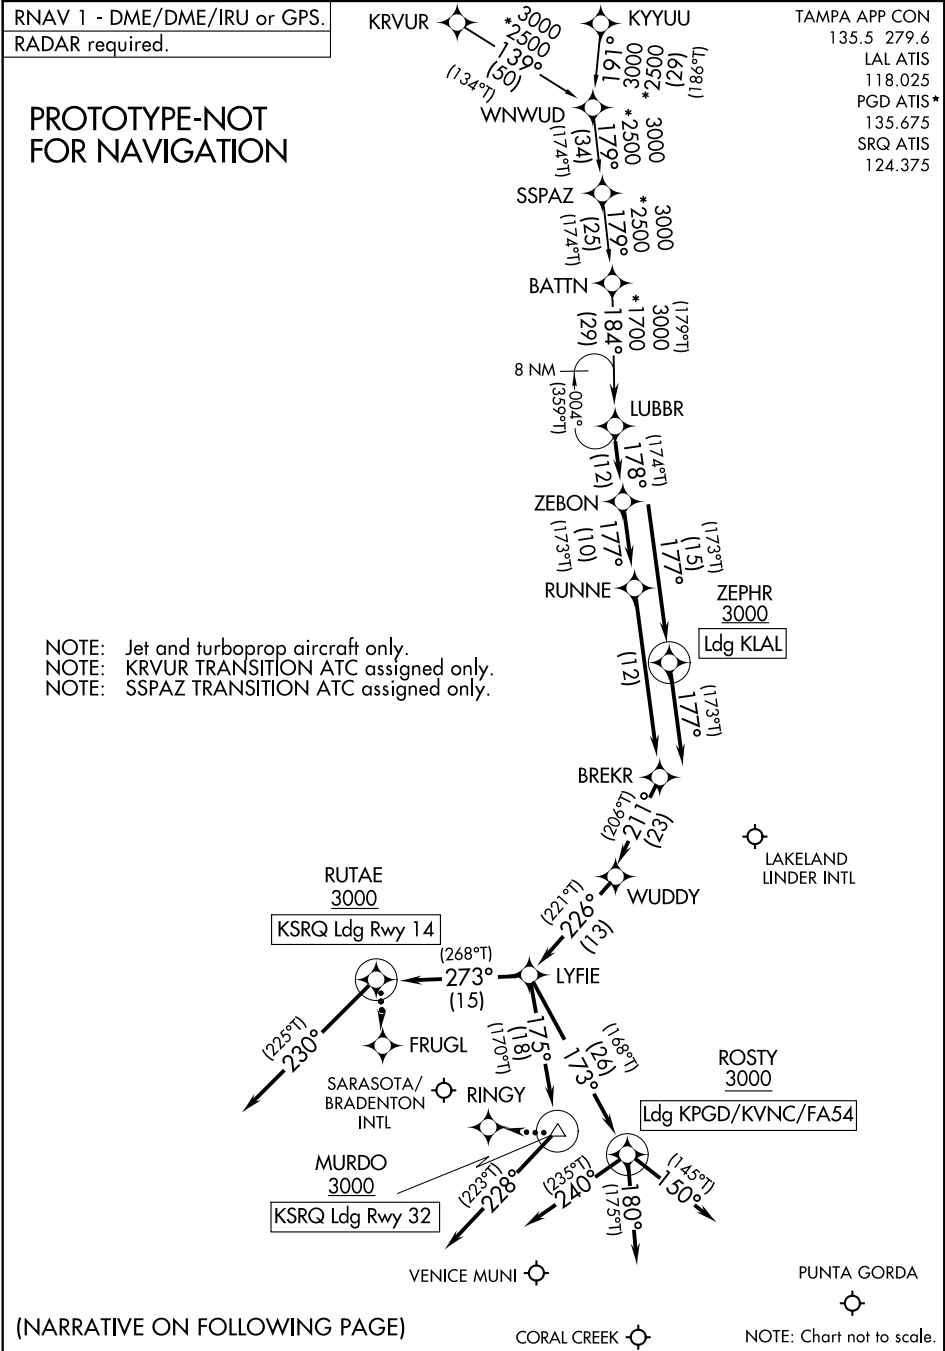 RNAV 1 - DME/DME/IRU or GPS.
RADAR required.
PROTOTYPE-NOT
FOR NAVIGATION
TAMPA APP CON
135.5 279.6
LAL ATIS
118.025
PGD ATIS*
135.675
SRQ ATIS
124.375
KRVUR
3000
*2500
139°
(50)
(134°T)
KYYUU
191°
3000
*2500
(29)
(186°T)
WNWUD
3000
*2500
179°
(34)
(174°T)
SSPAZ
3000
*2500
179°
(25)
(174°T)
BATTN
(179°T)
3000
*1700
184°
(29)
8 NM
004°
(359°T)
LUBBR
(174°T)
178°
(12)
ZEBON
177°
(10)
(173°T)
(173°T)
(15)
177°
RUNNE
ZEPHR
3000
Ldg KLAL
(12)
(173°T)
177°
NOTE: Jet and turboprop aircraft only.
NOTE: KRVUR TRANSITION ATC assigned only.
NOTE: SSPAZ TRANSITION ATC assigned only.
BREKR
(206°T)
211°
(23)
LAKELAND
LINDER INTL
WUDDY
(221°T)
226°
(13)
RUTAE
3000
KSRQ Ldg Rwy 14
(268°T)
273°
(15)
LYFIE
(225°T)
230°
FRUGL
175°
(18)
(170°T)
(168°T)
(26)
173°
SARASOTA/
BRADENTON
INTL
RINGY
ROSTY
3000
Ldg KPGD/KVNC/FA54
MURDO
3000
KSRQ Ldg Rwy 32
(223°T)
228°
(235°T)
240°
180°
(175°T)
(145°T)
150°
VENICE MUNI
PUNTA GORDA
CORAL CREEK
(NARRATIVE ON FOLLOWING PAGE)
NOTE: Chart not to scale.